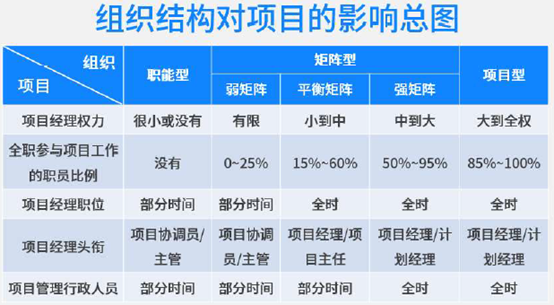 组织结构对项目的影响总图
组织
项目
职能型
矩阵型
项目型
弱矩阵
平衡矩阵
强矩阵
项目经理权力
很小或没有
有限
小到中
中到大
大到全权
全职参与项目工作
的职员比例
没有
0~25%
15%~60%
50%~95%
85%~100%
项目经理职位
部分时间
部分时间
全时
全时
全时
项目经理头衔
项目协调员/
主管
项目协调
员/主管
项目经理/项
目主任
项目经理/计
划经理
项目经理/计
划经理
项目管理行政人员
部分时间
部分时间
部分时间
全时
全时